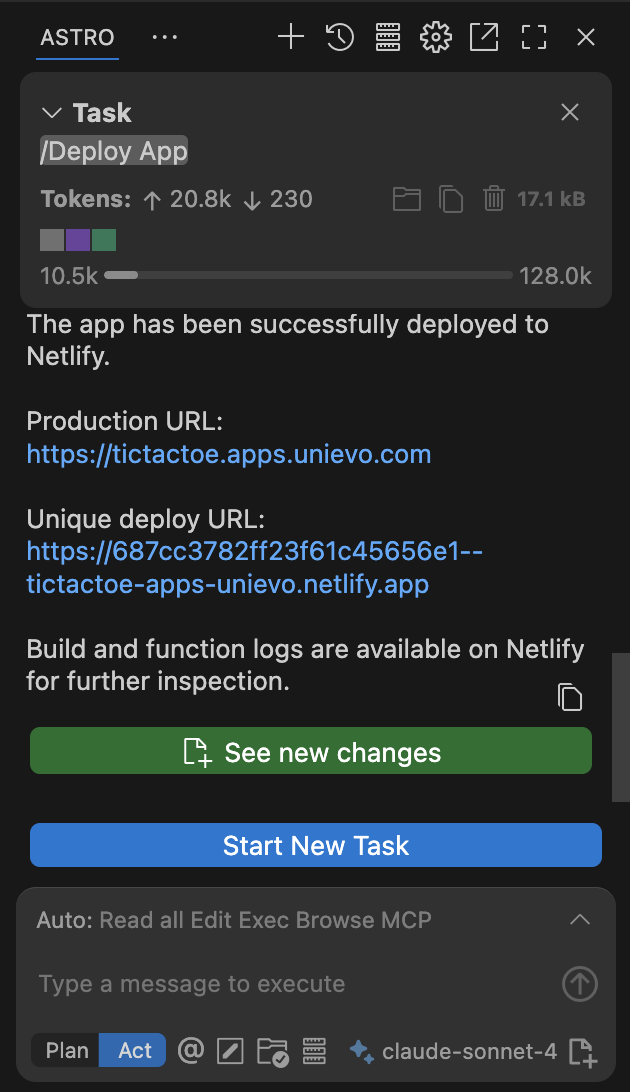 ASTRO
Task
/Deploy App
Tokens: ↑ 20.8k ↓ 230 17.1 kB
10.5k 128.0k
The app has been successfully deployed to
Netlify.
Production URL:
https://tictactoe.apps.unievo.com
Unique deploy URL:
https://687cc3782ff23f61c45656e1--
tictactoe-apps-unievo.netlify.app
Build and function logs are available on Netlify
for further inspection.
See new changes
Start New Task
Auto: Read all Edit Exec Browse MCP
Type a message to execute
Plan Act @ claude-sonnet-4